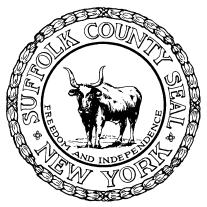 SUFFOLK COUNTY SEAL
NEW YORK
FREEDOM AND INDEPENDENCE